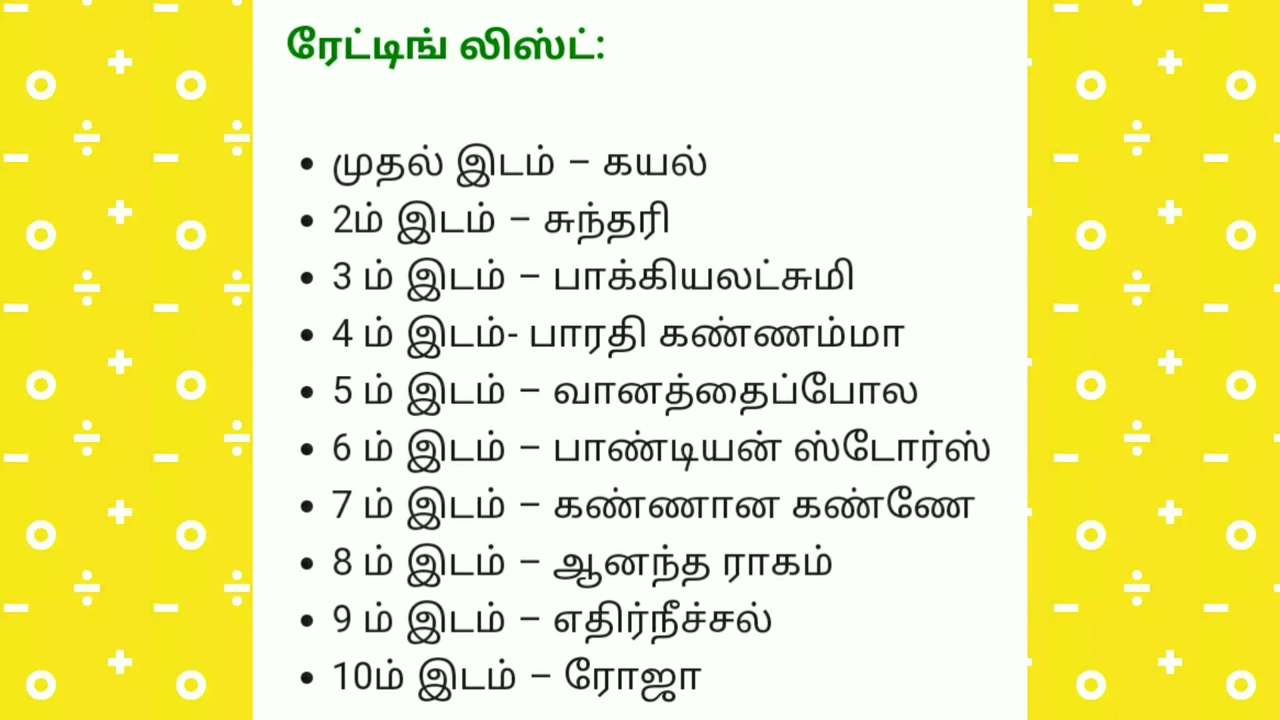 ரேட்டிங் லிஸ்ட்:
• முதல் இடம் – கயல்
• 2ம் இடம் – சுந்தரி
• 3 ம் இடம் – பாக்கியலட்சுமி
• 4 ம் இடம்- பாரதி கண்ணம்மா
• 5 ம் இடம் – வானத்தைப்போல
• 6 ம் இடம் – பாண்டியன் ஸ்டோர்ஸ்
• 7 ம் இடம் – கண்ணான கண்ணே
• 8 ம் இடம் – ஆனந்த ராகம்
• 9 ம் இடம் – எதிர்நீச்சல்
• 10ம் இடம் – ரோஜா